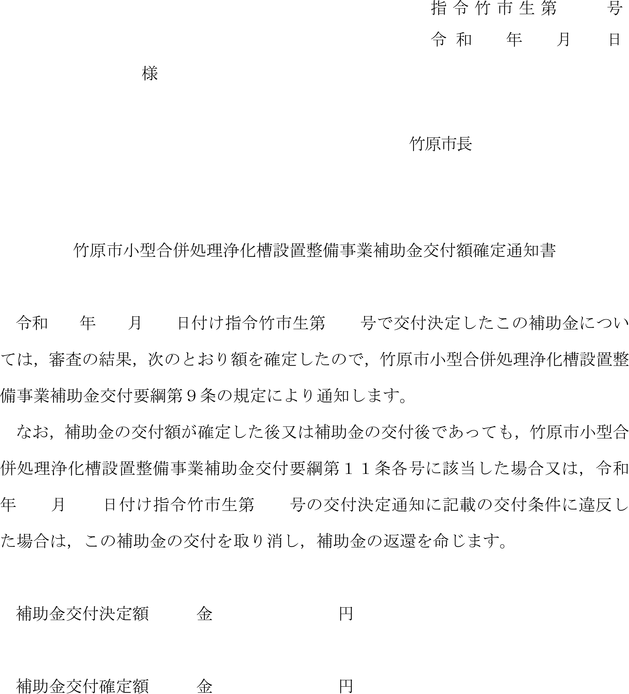 指令竹市生第　　　号
令和　　年　　月　　日
様
竹原市長
竹原市小型合併処理浄化槽設置整備事業補助金交付額確定通知書
令和　　年　　月　　日付け指令竹市生第　　号で交付決定したこの補助金につい
ては，審査の結果，次のとおり額を確定したので，竹原市小型合併処理浄化槽設置整
備事業補助金交付要綱第９条の規定により通知します。
なお，補助金の交付額が確定した後又は補助金の交付後であっても，竹原市小型合
併処理浄化槽設置整備事業補助金交付要綱第１１条各号に該当した場合又は，令和
年　　月　　日付け指令竹市生第　　号の交付決定通知に記載の交付条件に違反し
た場合は，この補助金の交付を取り消し，補助金の返還を命じます。
補助金交付決定額　　　金　　　　　　　　円
補助金交付確定額　　　金　　　　　　　　円